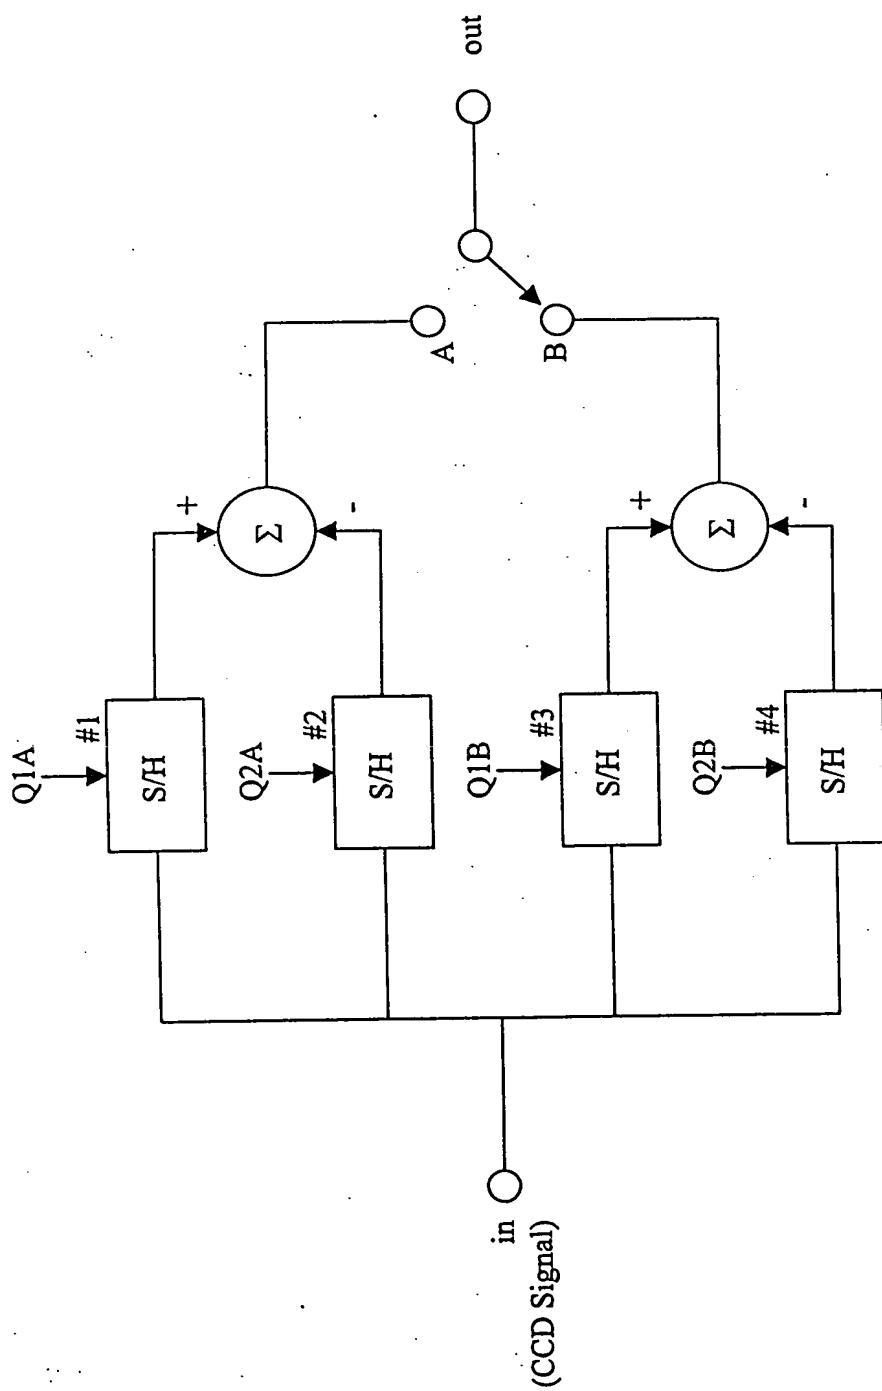 Q1A
#1
S/H
Q2A
#2
S/H
Q1B
#3
S/H
Q2B
#4
S/H
+
Σ
-
+
Σ
-
A
B
out
in
(CCD Signal)